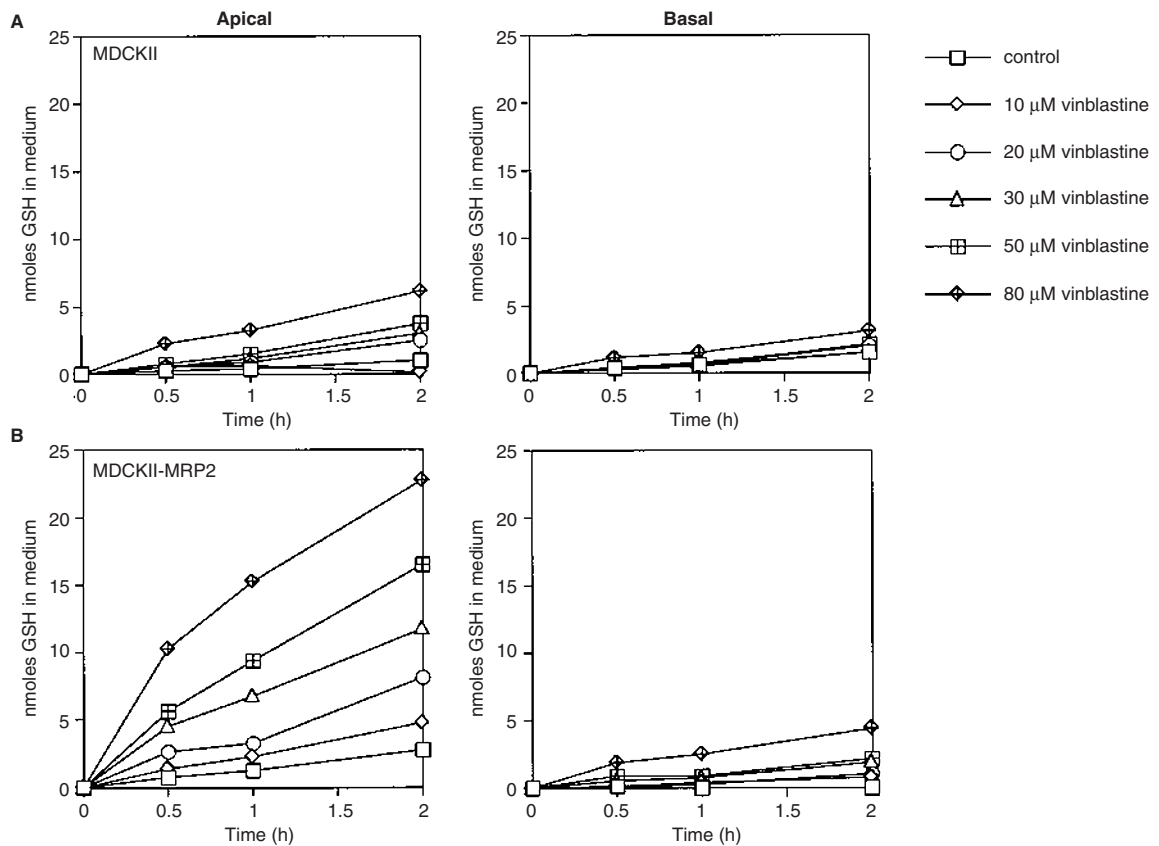 A
Apical
Basal
MDCKII
25
20
15
10
5
0
nmoles GSH in medium
0
0.5
1
1.5
2
Time (h)
25
20
15
10
5
0
nmoles GSH in medium
0
0.5
1
1.5
2
Time (h)
control
10 μM vinblastine
20 μM vinblastine
30 μM vinblastine
50 μM vinblastine
80 μM vinblastine
B
MDCKII-MRP2
25
20
15
10
5
0
nmoles GSH in medium
0
0.5
1
1.5
2
Time (h)
25
20
15
10
5
0
nmoles GSH in medium
0
0.5
1
1.5
2
Time (h)